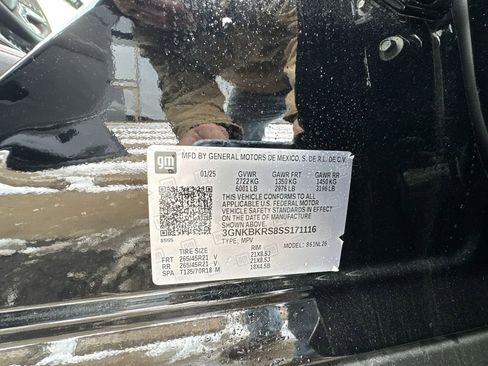 gm
MFD BY GENERAL MOTORS DE MEXICO, S. DE R.L. DE C.V.
01/25 GVWR GAWR FRT GAWR RR
2722 KG 1350 KG 1450 KG
6001 LB 2976 LB 3196 LB
THIS VEHICLE CONFORMS TO ALL
APPLICABLE U.S. FEDERAL MOTOR
VEHICLE SAFETY STANDARDS IN EFFECT
ON THE DATE OF MANUFACTURE
SHOWN ABOVE.
3GNKBKRS8SS171116
TYPE: MPV MODEL:
TIRE SIZE RIM
FRT 265/45R21 V 21X8.5J
RR 265/45R21 V 21X8.5J
SPA T135/70R18 M 18X4.5B